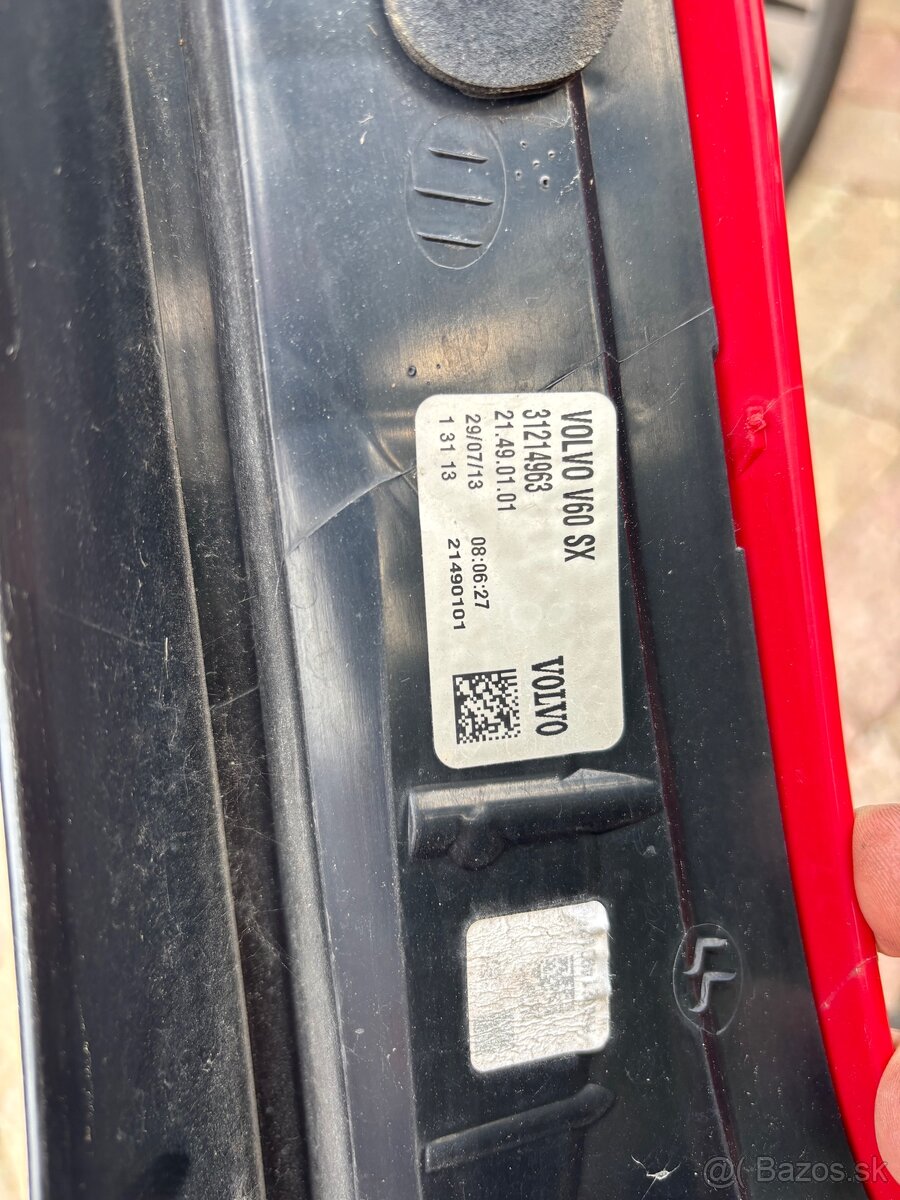 VOLVO V60 SX
31214963
21.49.01.01
29/07/13 08:06:27
1 31 13 21490101
VOLVO
@( Bazos.sk